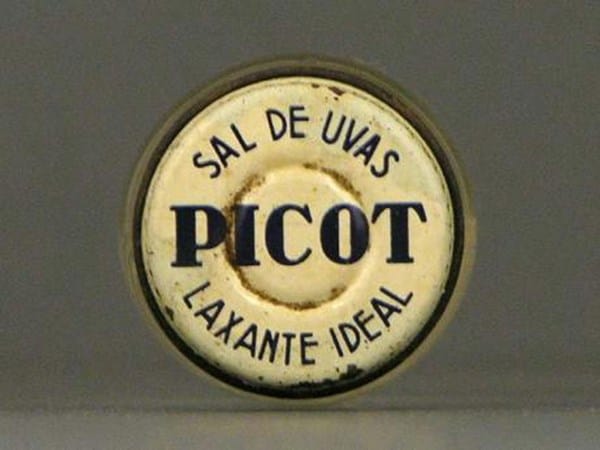 SAL DE UVAS
PICOT
LAXANTE IDEAL